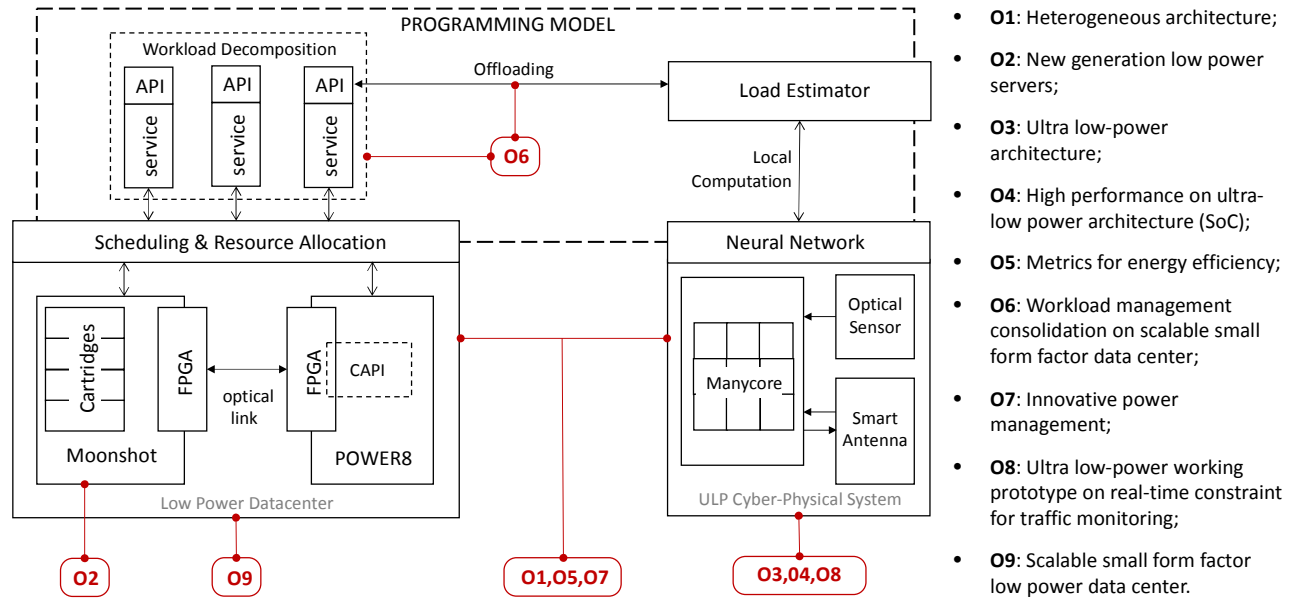 PROGRAMMING MODEL
Workload Decomposition
API
API
API
service
service
service
Offloading
Load Estimator
O6
Local
Computation
Scheduling & Resource Allocation
Neural Network
Cartridges
FPGA
optical
link
FPGA
CAPI
Moonshot
POWER8
Low Power Datacenter
Manycore
Optical
Sensor
Smart
Antenna
ULP Cyber-Physical System
O2
O9
O1,O5,O7
O3,04,O8
• O1: Heterogeneous architecture;
• O2: New generation low power
servers;
• O3: Ultra low-power
architecture;
• O4: High performance on ultra-
low power architecture (SoC);
• O5: Metrics for energy efficiency;
• O6: Workload management
consolidation on scalable small
form factor data center;
• O7: Innovative power
management;
• O8: Ultra low-power working
prototype on real-time constraint
for traffic monitoring;
• O9: Scalable small form factor
low power data center.